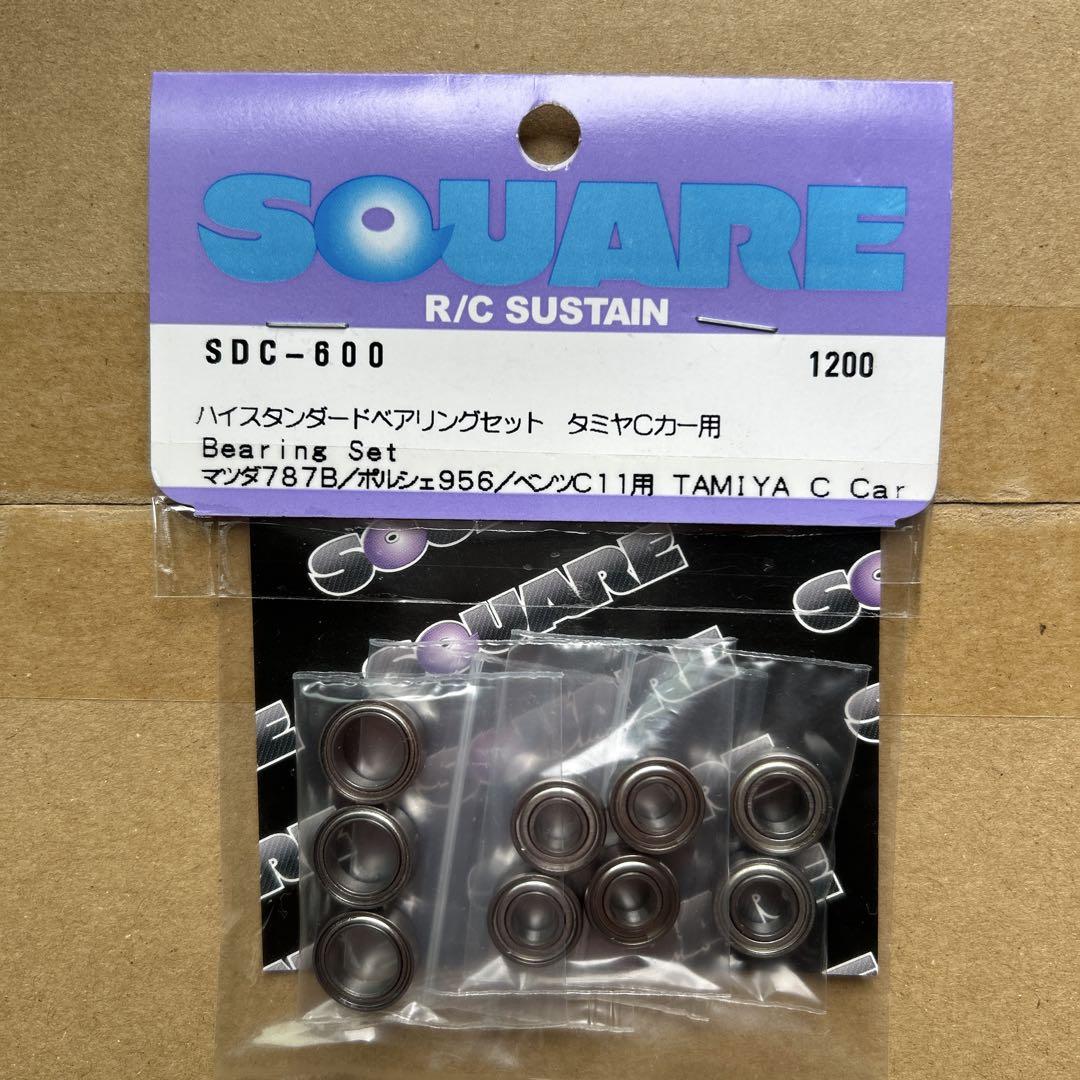 SQUARE
R/C SUSTAIN
SDC-600 1200
ハイスタンダードベアリングセット タミヤCカー用
Bearing Set
マツダ787B/ポルシェ956/ベンツC11用 TAMIYA C Car
SQUARE